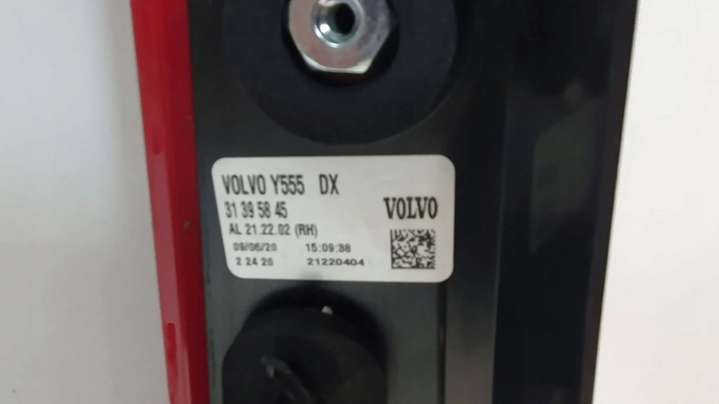 VOLVO Y555 DX
31 39 58 45
VOLVO
AL 21.22.02 (RH)
09/06/20 15:09:38
2 24 20 21220404